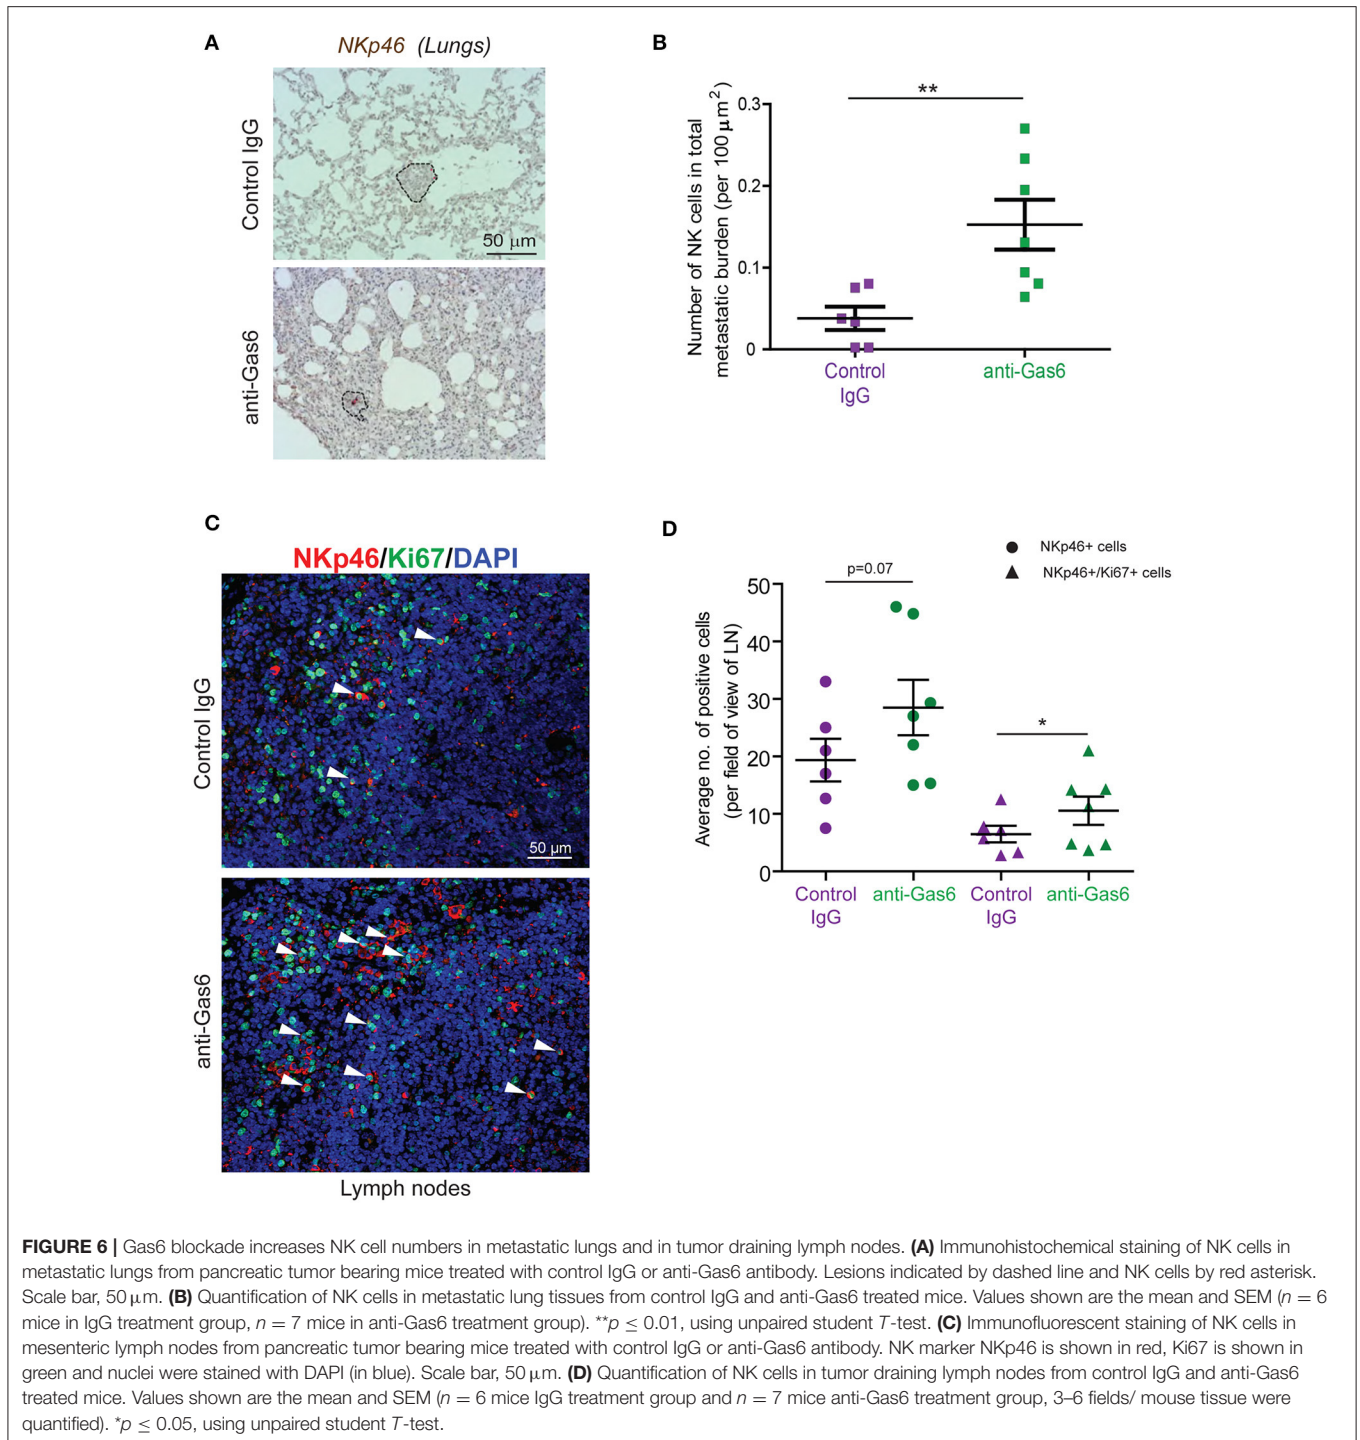 A
NKp46 (Lungs)
Control IgG
50 μm
anti-Gas6
B
Number of NK cells in total
metastatic burden (per 100 μm²)
**
0.3
0.2
0.1
0
Control
IgG
anti-Gas6
C
NKp46/Ki67/DAPI
Control IgG
50 μm
anti-Gas6
Lymph nodes
D
NKp46+ cells
NKp46+/Ki67+ cells
Average no. of positive cells
(per field of view of LN)
p=0.07
*
50
40
30
20
10
0
Control
IgG
anti-Gas6
Control
IgG
anti-Gas6
FIGURE 6 | Gas6 blockade increases NK cell numbers in metastatic lungs and in tumor draining lymph nodes. (A) Immunohistochemical staining of NK cells in
metastatic lungs from pancreatic tumor bearing mice treated with control IgG or anti-Gas6 antibody. Lesions indicated by dashed line and NK cells by red asterisk.
Scale bar, 50 μm. (B) Quantification of NK cells in metastatic lung tissues from control IgG and anti-Gas6 treated mice. Values shown are the mean and SEM (n = 6
mice in IgG treatment group, n = 7 mice in anti-Gas6 treatment group). **p ≤ 0.01, using unpaired student T-test. (C) Immunofluorescent staining of NK cells in
mesenteric lymph nodes from pancreatic tumor bearing mice treated with control IgG or anti-Gas6 antibody. NK marker NKp46 is shown in red, Ki67 is shown in
green and nuclei were stained with DAPI (in blue). Scale bar, 50 μm. (D) Quantification of NK cells in tumor draining lymph nodes from control IgG and anti-Gas6
treated mice. Values shown are the mean and SEM (n = 6 mice IgG treatment group and n = 7 mice anti-Gas6 treatment group, 3–6 fields/ mouse tissue were
quantified). *p ≤ 0.05, using unpaired student T-test.